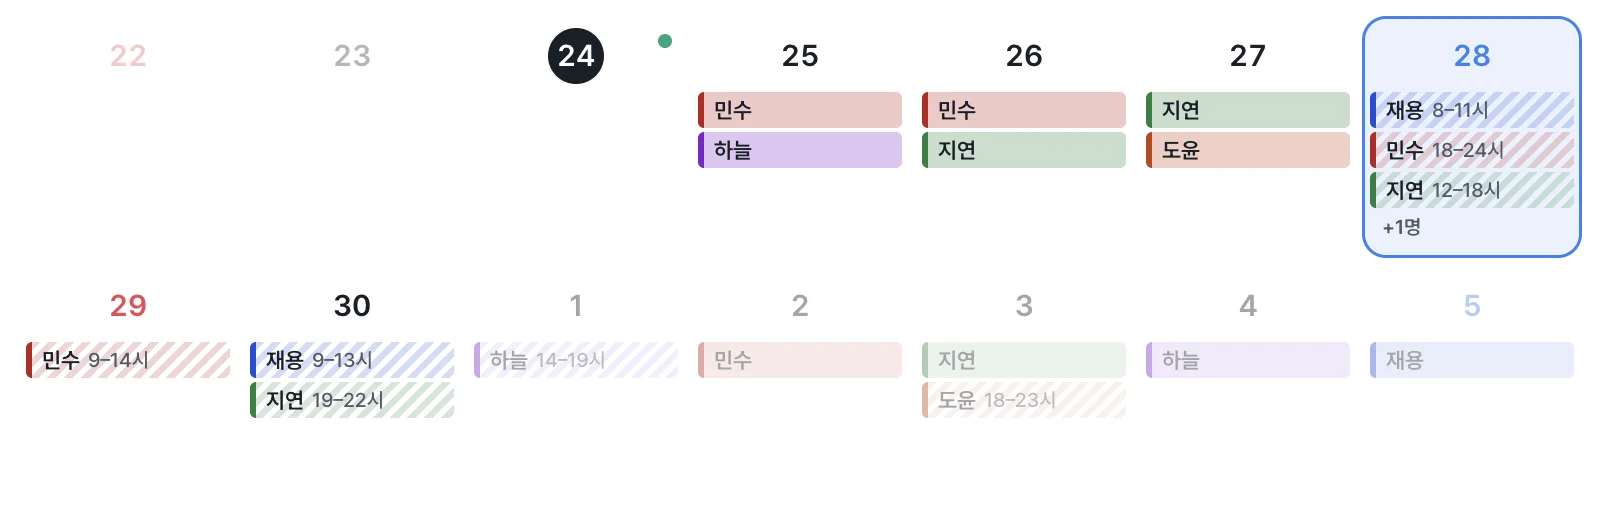 22 23 24 25 26 27 28
민수 민수 지연 재용 8–11시
하늘 지연 도윤 민수 18–24시
지연 12–18시
+1명
29 30 1 2 3 4 5
민수 9–14시 재용 9–13시 하늘 14–19시 민수 지연 하늘 재용
지연 19–22시 도윤 18–23시